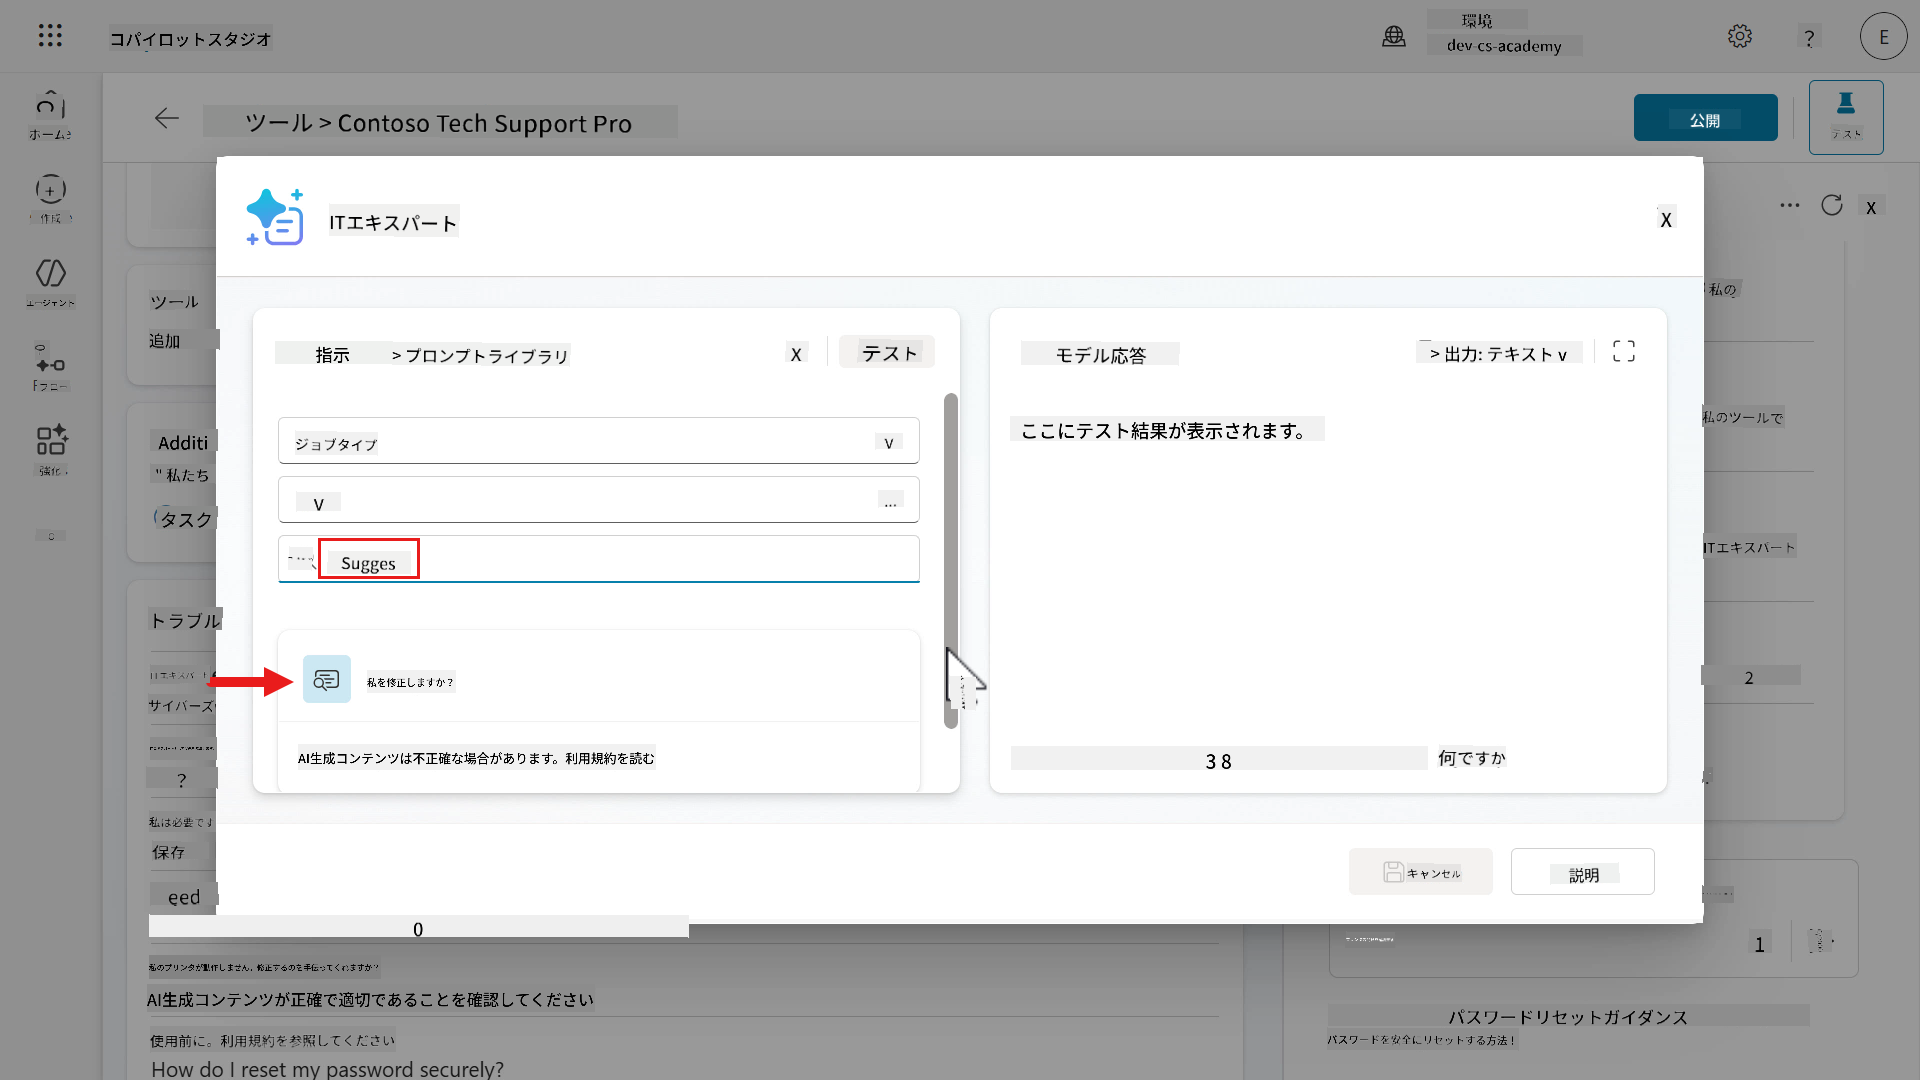 コパイロットスタジオ
環境
dev-cs-academy
?
E
ホーム
ツール > Contoso Tech Support Pro
公開
テスト
作成
ITエキスパート
X
X
エージェント
ツール
追加
指示 > プロンプトライブラリ X テスト
モデル応答
> 出力: テキスト v
私の
ジョブタイプ v
ここにテスト結果が表示されます。
私のツールで
Additi
" 私たち
強化
v ...
タスク
Sugges
ITエキスパート
トラブル
私を修正しますか?
2
サイバーズ
AI生成コンテンツは不正確な場合があります。利用規約を読む
3 8
何ですか
?
私は必要です
保存
キャンセル
説明
eed
0
1
私のプリンタが動作しません。修正するのを手伝ってくれますか?
AI生成コンテンツが正確で適切であることを確認してください
パスワードリセットガイダンス
使用前に。利用規約を参照してください
パスワードを安全にリセットする方法!
How do I reset my password securely?